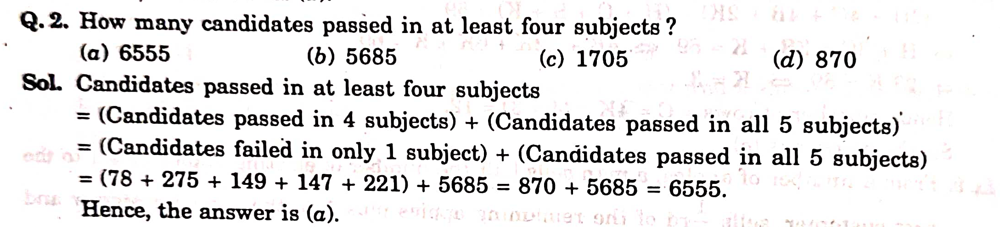 Q. 2. How many candidates passed in at least four subjects ?
(a) 6555 (b) 5685 (c) 1705 (d) 870
Sol. Candidates passed in at least four subjects
= (Candidates passed in 4 subjects) + (Candidates passed in all 5 subjects)
= (Candidates failed in only 1 subject) + (Candidates passed in all 5 subjects)
= (78 + 275 + 149 + 147 + 221) + 5685 = 870 + 5685 = 6555.
Hence, the answer is (a).